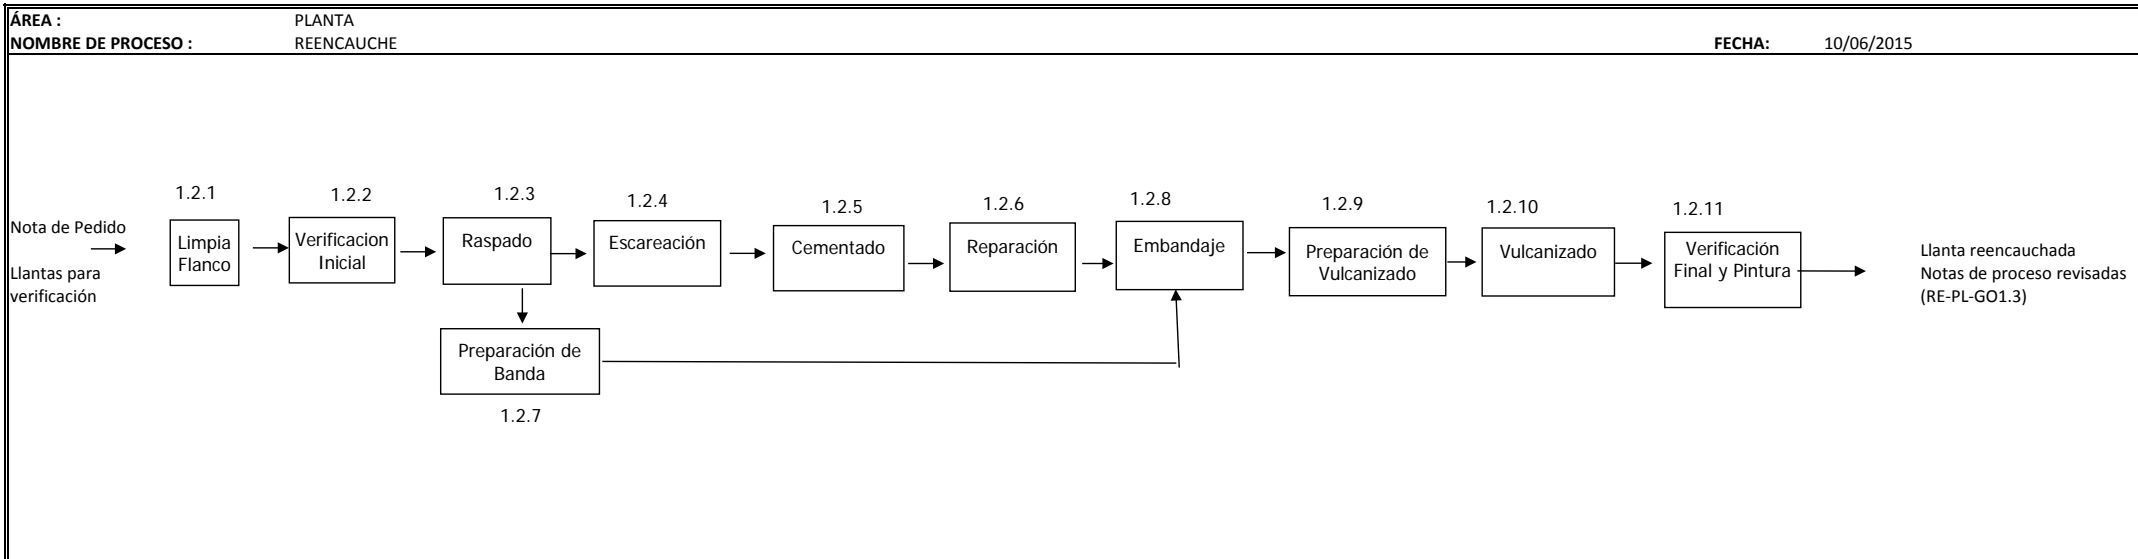 ÁREA : PLANTA
NOMBRE DE PROCESO : REENCAUCHE FECHA: 10/06/2015
1.2.1
1.2.2
1.2.3
1.2.4
1.2.5
1.2.6
1.2.8
1.2.9
1.2.10
1.2.11
Nota de Pedido
Llantas para
verificación
Limpia
Flanco
Verificacion
Inicial
Raspado
Escareación
Cementado
Reparación
Embandaje
Preparación de
Vulcanizado
Vulcanizado
Verificación
Final y Pintura
Llanta reencauchada
Notas de proceso revisadas
(RE-PL-GO1.3)
Preparación de
Banda
1.2.7